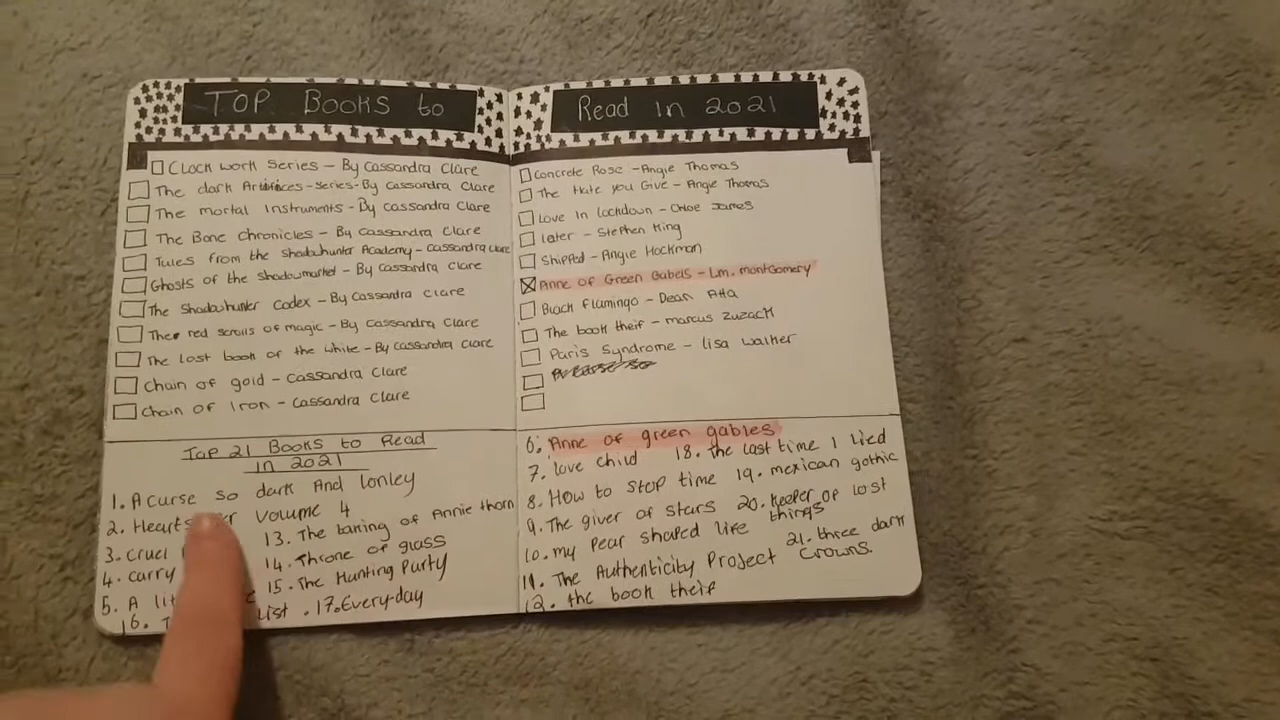 TOP BOOKS to
Clock work Series - By Cassandra Clare
The dark Artifices - series - By Cassandra Clare
The mortal Instruments - By Cassandra Clare
The Bone Chronicles - By Cassandra Clare
Tules from the Shadowhunter Academy - Cassandra Clare
Ghosts of the Shadowmarket - By Cassandra Clare
The Shadowhunter Codex - By Cassandra Clare
The red scrolls of magic - By Cassandra Clare
The lost book of the white - By Cassandra Clare
Chain of gold - Cassandra Clare
Chain of Iron - Cassandra Clare
Top 21 Books to Read
In 2021
1. A curse so dark And lonley
2. Volume 4
3. Cruel
4. Carry
5. A
13. The taking of Annie thorn
14. Throne of glass
15. The Hunting Party
16. List . 17. Every-day
Read in 2021
Concrete Rose - Angie Thomas
The Hate you Give - Angie Thomas
Love In Lockdown - Chloe James
later - Stephen King
Shipped - Angie Hockman
Anne of Green Gabels - Lm. montgomery
Black flamingo - Dean Atta
The book theif - marcus zuzack
Paris Syndrome - lisa walker
6. Anne of green gables
7. love child
8. How to stop time
9. The giver of stars
10. my pear shaped life
11. The Authenticity Project
12. the book theif
18. The last time I lied
19. mexican gothic
20. Keeper of lost
things
21. three dark
Crowns.